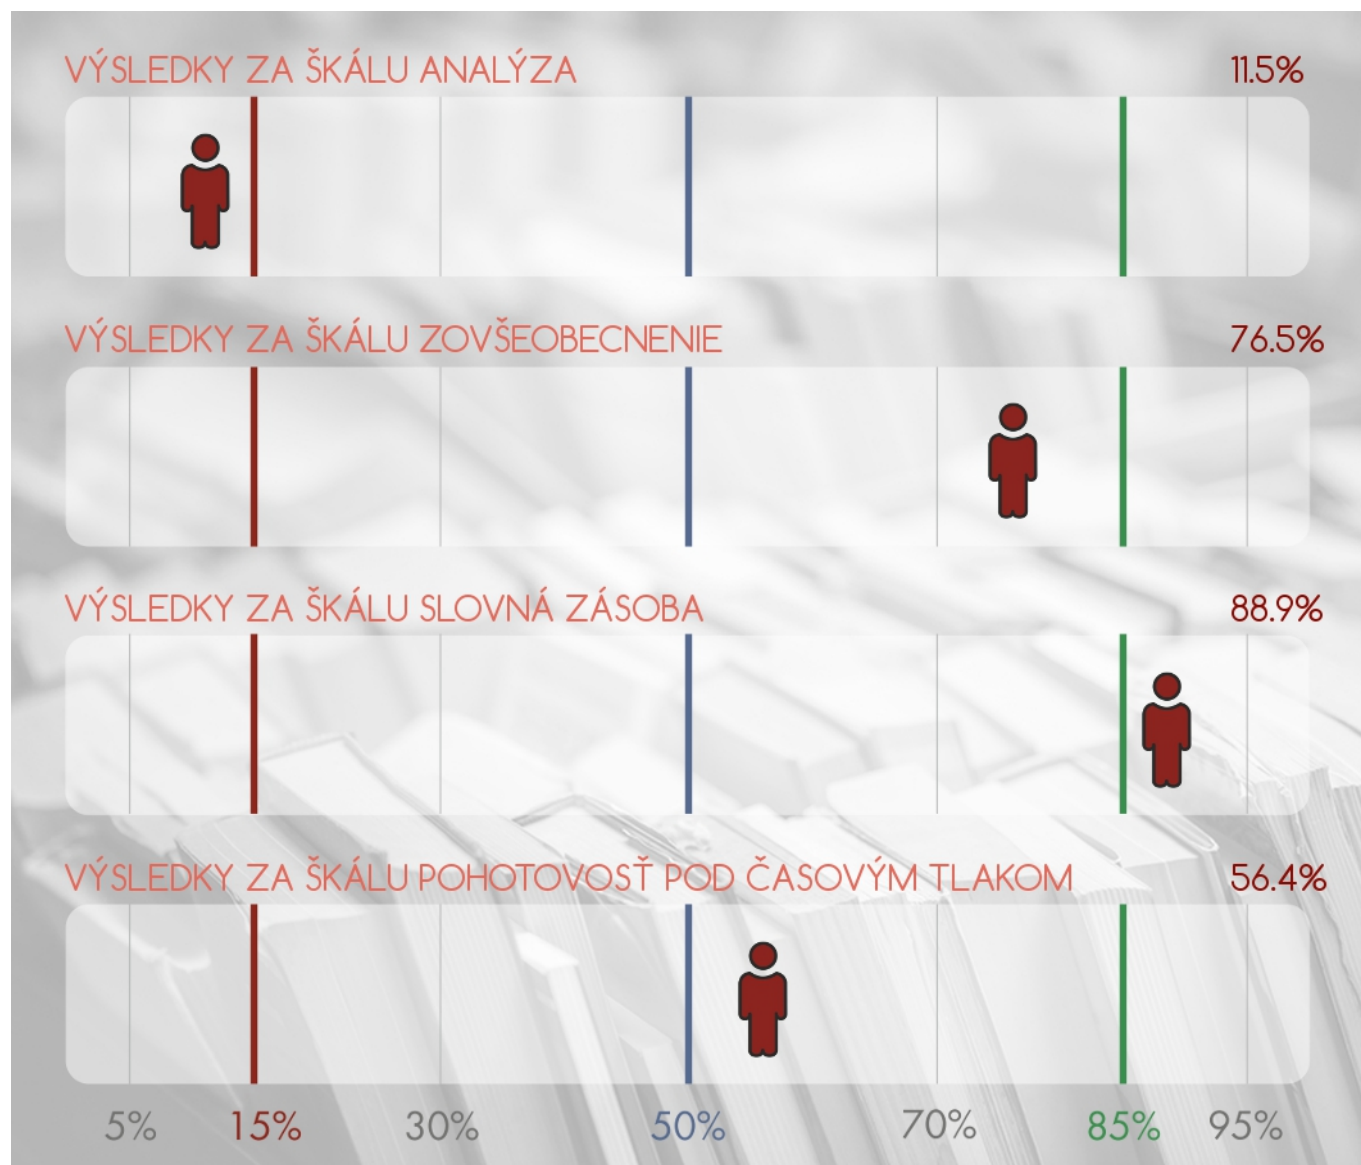 VÝSLEDKY ZA ŠKÁLU ANALÝZA 11.5%
VÝSLEDKY ZA ŠKÁLU ZOVŠEOBECNENIE 76.5%
VÝSLEDKY ZA ŠKÁLU SLOVNÁ ZÁSOBA 88.9%
VÝSLEDKY ZA ŠKÁLU POHOTOVOSŤ POD ČASOVÝM TLAKOM 56.4%
5% 15% 30% 50% 70% 85% 95%